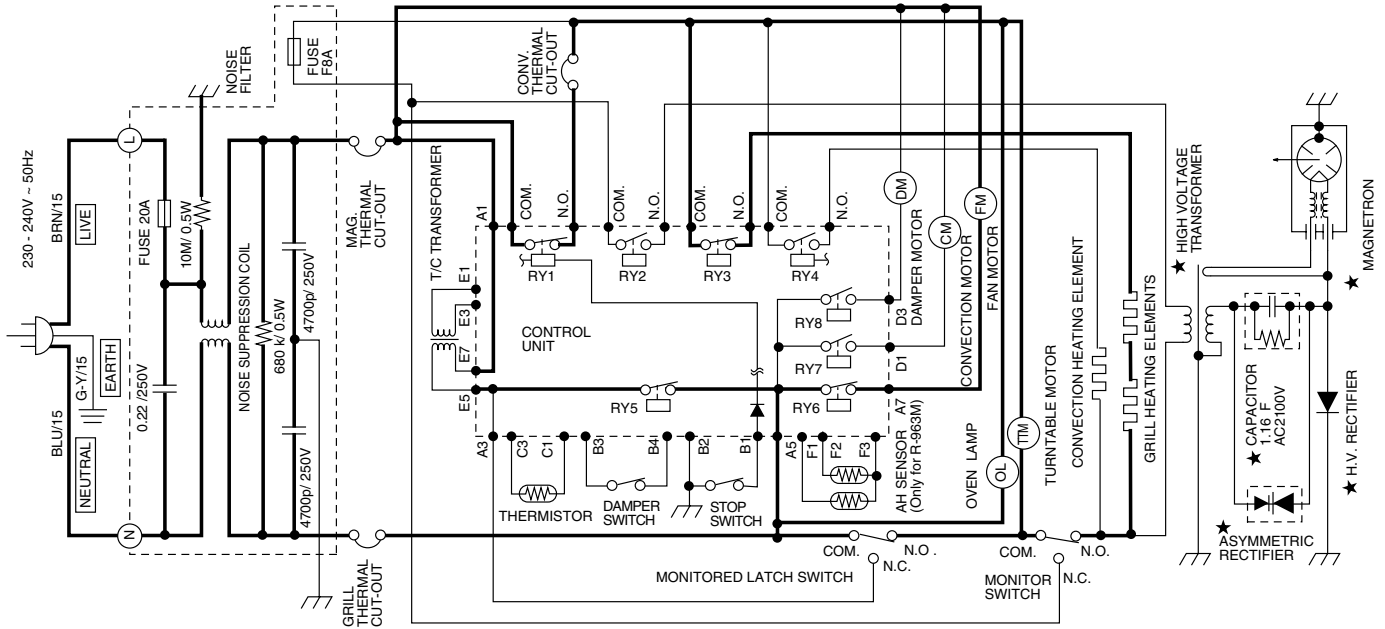 230 - 240V ~ 50Hz
BRN/15
LIVE
G-Y/15
EARTH
BLU/15
NEUTRAL
L
N
FUSE 20A
10M/ 0.5W
0.22 /250V
NOISE
FILTER
FUSE
F8A
NOISE SUPPRESSION COIL
680 k/ 0.5W
4700p/ 250V
4700p/ 250V
MAG.
THERMAL
CUT-OUT
GRILL
THERMAL
CUT-OUT
CONV.
THERMAL
CUT-OUT
T/C TRANSFORMER
A1
E1
E3
E7
E5
CONTROL
UNIT
COM.
N.O.
COM.
N.O.
COM.
N.O.
COM.
N.O.
RY1
RY2
RY3
RY4
RY8
RY7
RY5
RY6
D3
D1
A7
A3
C3
C1
B3
B4
B2
B1
A5
F1
F2
F3
THERMISTOR
DAMPER
SWITCH
STOP
SWITCH
AH SENSOR
(Only for R-963M)
DM
DAMPER MOTOR
CM
CONVECTION MOTOR
FM
FAN MOTOR
OVEN LAMP
OL
TTM
TURNTABLE MOTOR
CONVECTION HEATING ELEMENT
GRILL HEATING ELEMENTS
COM.
N.O .
N.C.
MONITORED LATCH SWITCH
COM.
N.O.
N.C.
MONITOR
SWITCH
★ HIGH VOLTAGE
TRANSFORMER
★ MAGNETRON
★ CAPACITOR
1.16 F
AC2100V
★ H.V. RECTIFIER
★
ASYMMETRIC
RECTIFIER